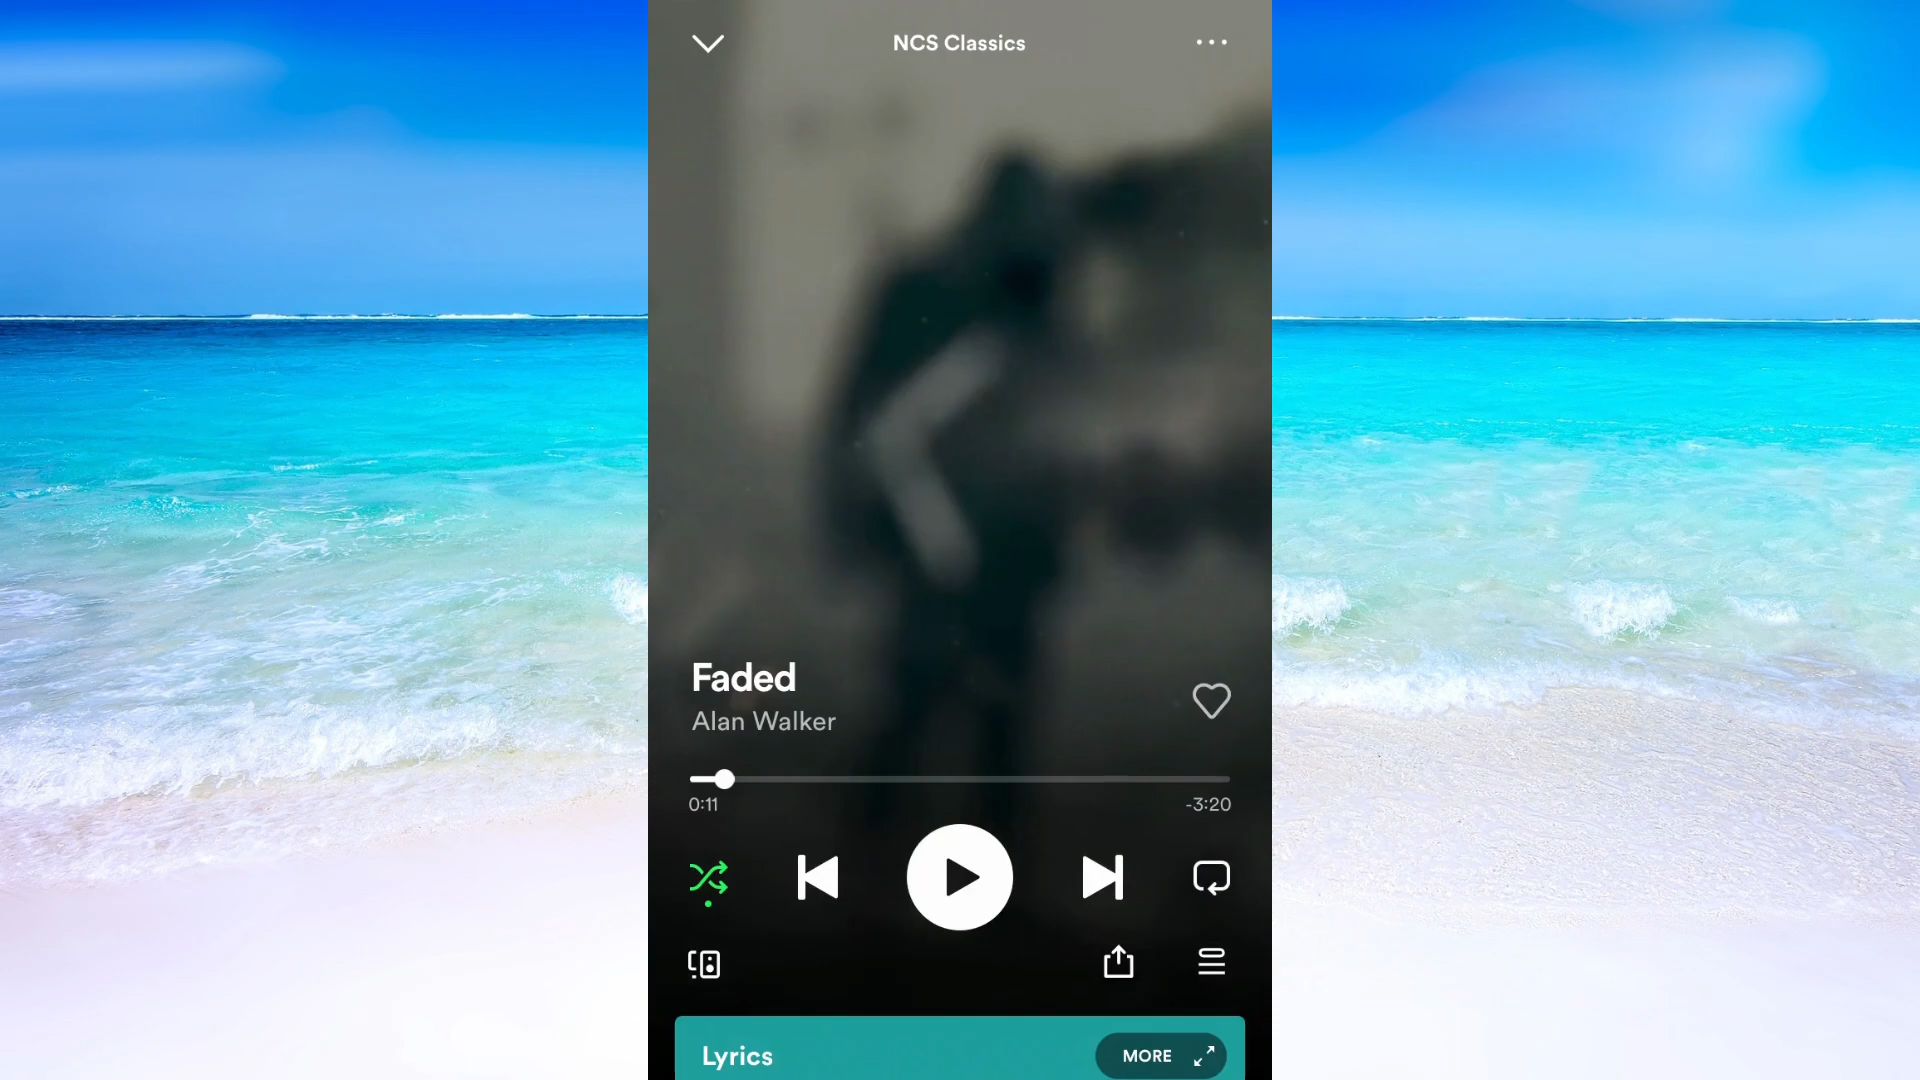 NCS Classics
Faded
Alan Walker
0:11
-3:20
Lyrics
MORE